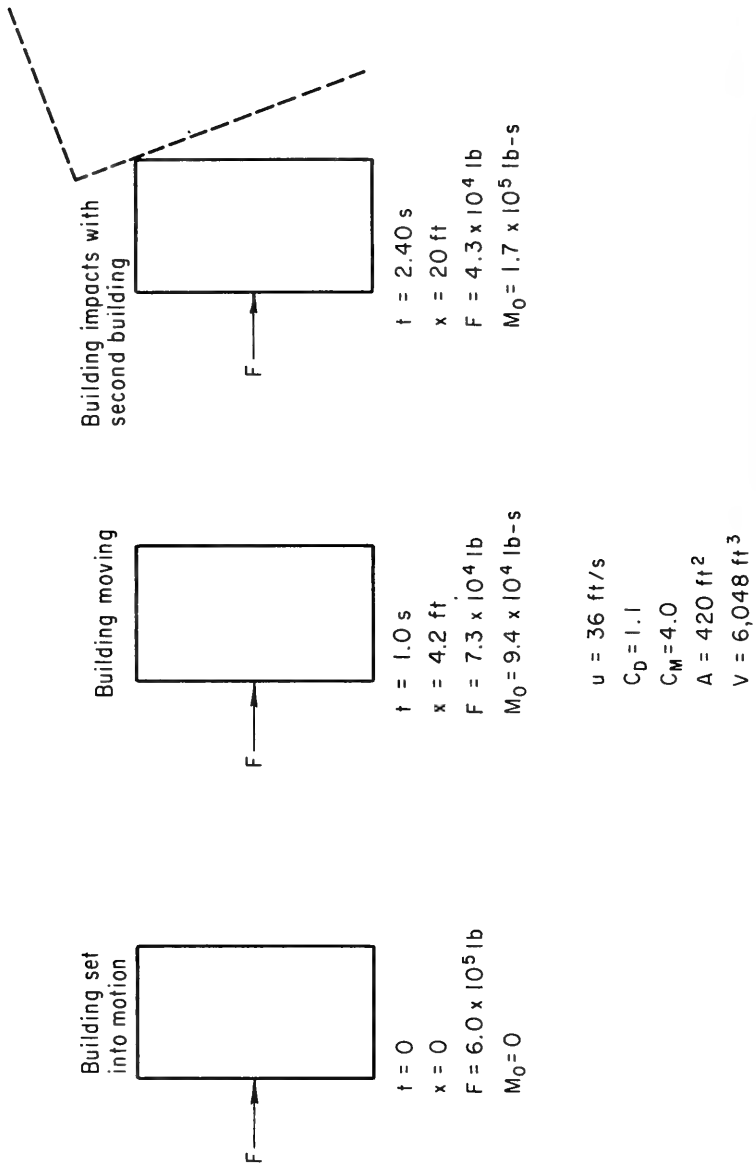 Building set
into motion
F
t = 0
x = 0
F = 6.0 x 10⁵ lb
M₀ = 0
Building moving
F
t = 1.0 s
x = 4.2 ft
F = 7.3 x 10⁴ lb
M₀ = 9.4 x 10⁴ lb-s
Building impacts with
second building
F
t = 2.40 s
x = 20 ft
F = 4.3 x 10⁴ lb
M₀ = 1.7 x 10⁵ lb-s
u = 36 ft/s
C_D = 1.1
C_M = 4.0
A = 420 ft²
V = 6,048 ft³